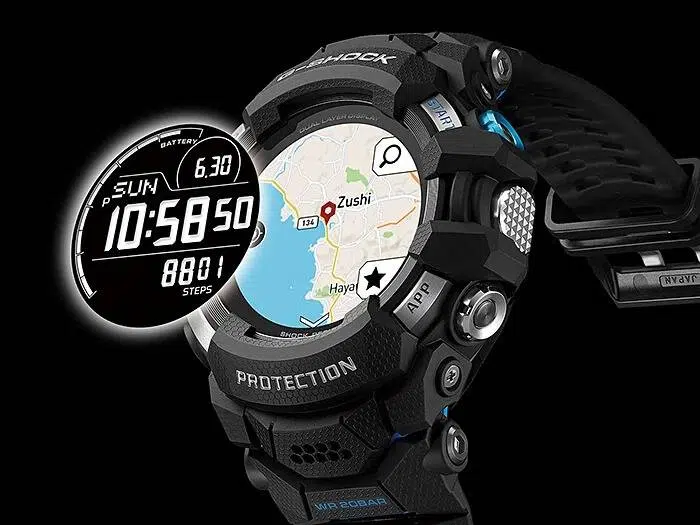 G-SHOCK
DUAL LAYER DISPLAY
START
BATTERY
6.30
P SUN
10:58 50
8801
STEPS
Zushi
134
Haya
APP
PROTECTION
WR 20BAR
JAPAN